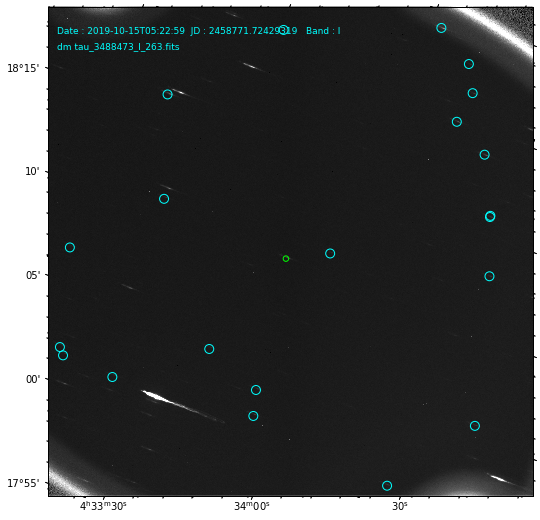 Date : 2019-10-15T05:22:59 JD : 2458771.72429319 Band : I
dm tau_3488473_I_263.fits
18°15'
10'
05'
00'
17°55'
4ʰ33ᵐ30ˢ
34ᵐ00ˢ
30ˢ